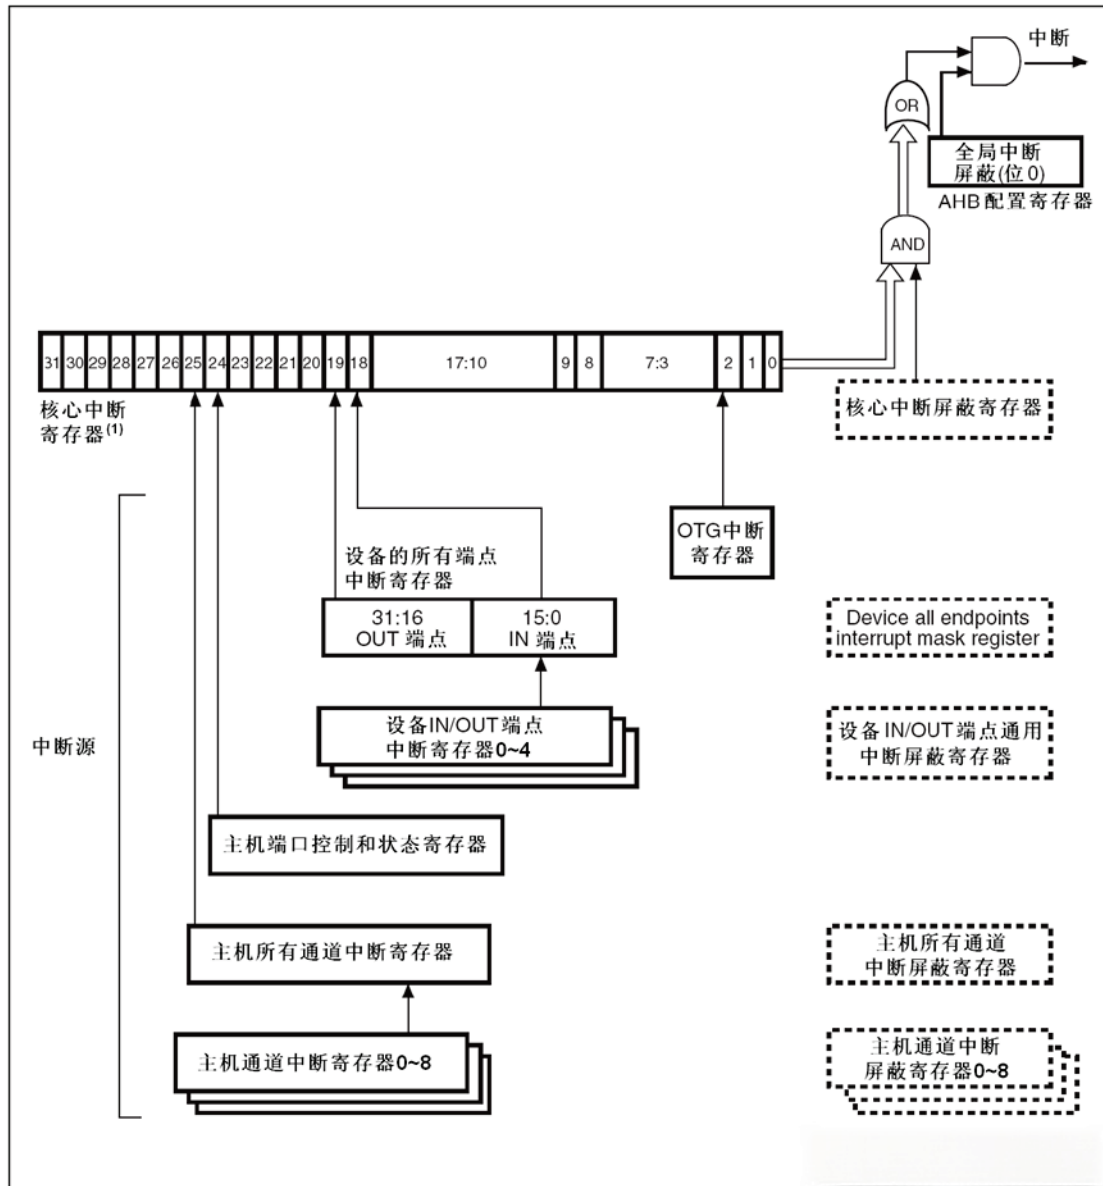 中断
OR
全局中断
屏蔽(位0)
AHB配置寄存器
AND
31 30 29 28 27 26 25 24 23 22 21 20 19 18 17:10 9 8 7:3 2 1 0
核心中断
寄存器(1)
核心中断屏蔽寄存器
OTG中断
寄存器
设备的所有端点
中断寄存器
31:16
OUT 端点
15:0
IN 端点
Device all endpoints
interrupt mask register
设备IN/OUT端点
中断寄存器0~4
设备IN/OUT端点通用
中断屏蔽寄存器
中断源
主机端口控制和状态寄存器
主机所有通道中断寄存器
主机所有通道
中断屏蔽寄存器
主机通道中断寄存器0~8
主机通道中断
屏蔽寄存器0~8